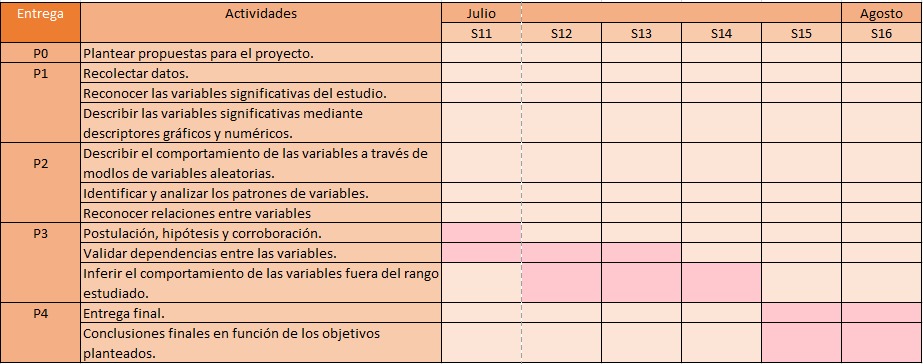 Entrega Actividades Julio Agosto
S11 S12 S13 S14 S15 S16
P0 Plantear propuestas para el proyecto.
P1 Recolectar datos.
Reconocer las variables significativas del estudio.
Describir las variables significativas mediante
descriptores gráficos y numéricos.
P2 Describir el comportamiento de las variables a través de
modlos de variables aleatorias.
Identificar y analizar los patrones de variables.
Reconocer relaciones entre variables
P3 Postulación, hipótesis y corroboración.
Validar dependencias entre las variables.
Inferir el comportamiento de las variables fuera del rango
estudiado.
P4 Entrega final.
Conclusiones finales en función de los objetivos
planteados.